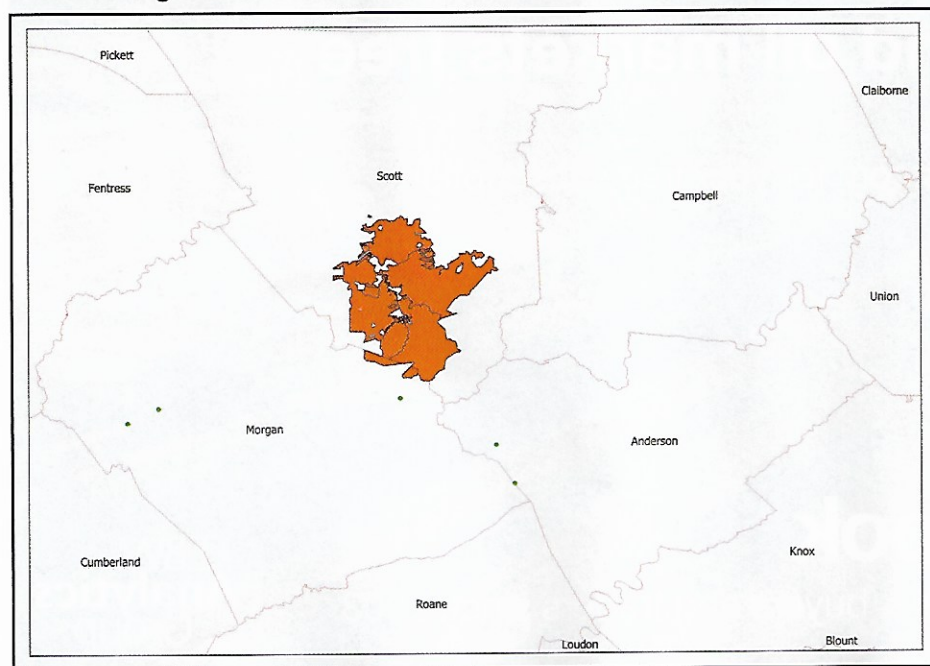 Pickett
Claiborne
Scott
Fentress
Campbell
Union
Morgan
Anderson
Knox
Cumberland
Roane
Blount
Loudon